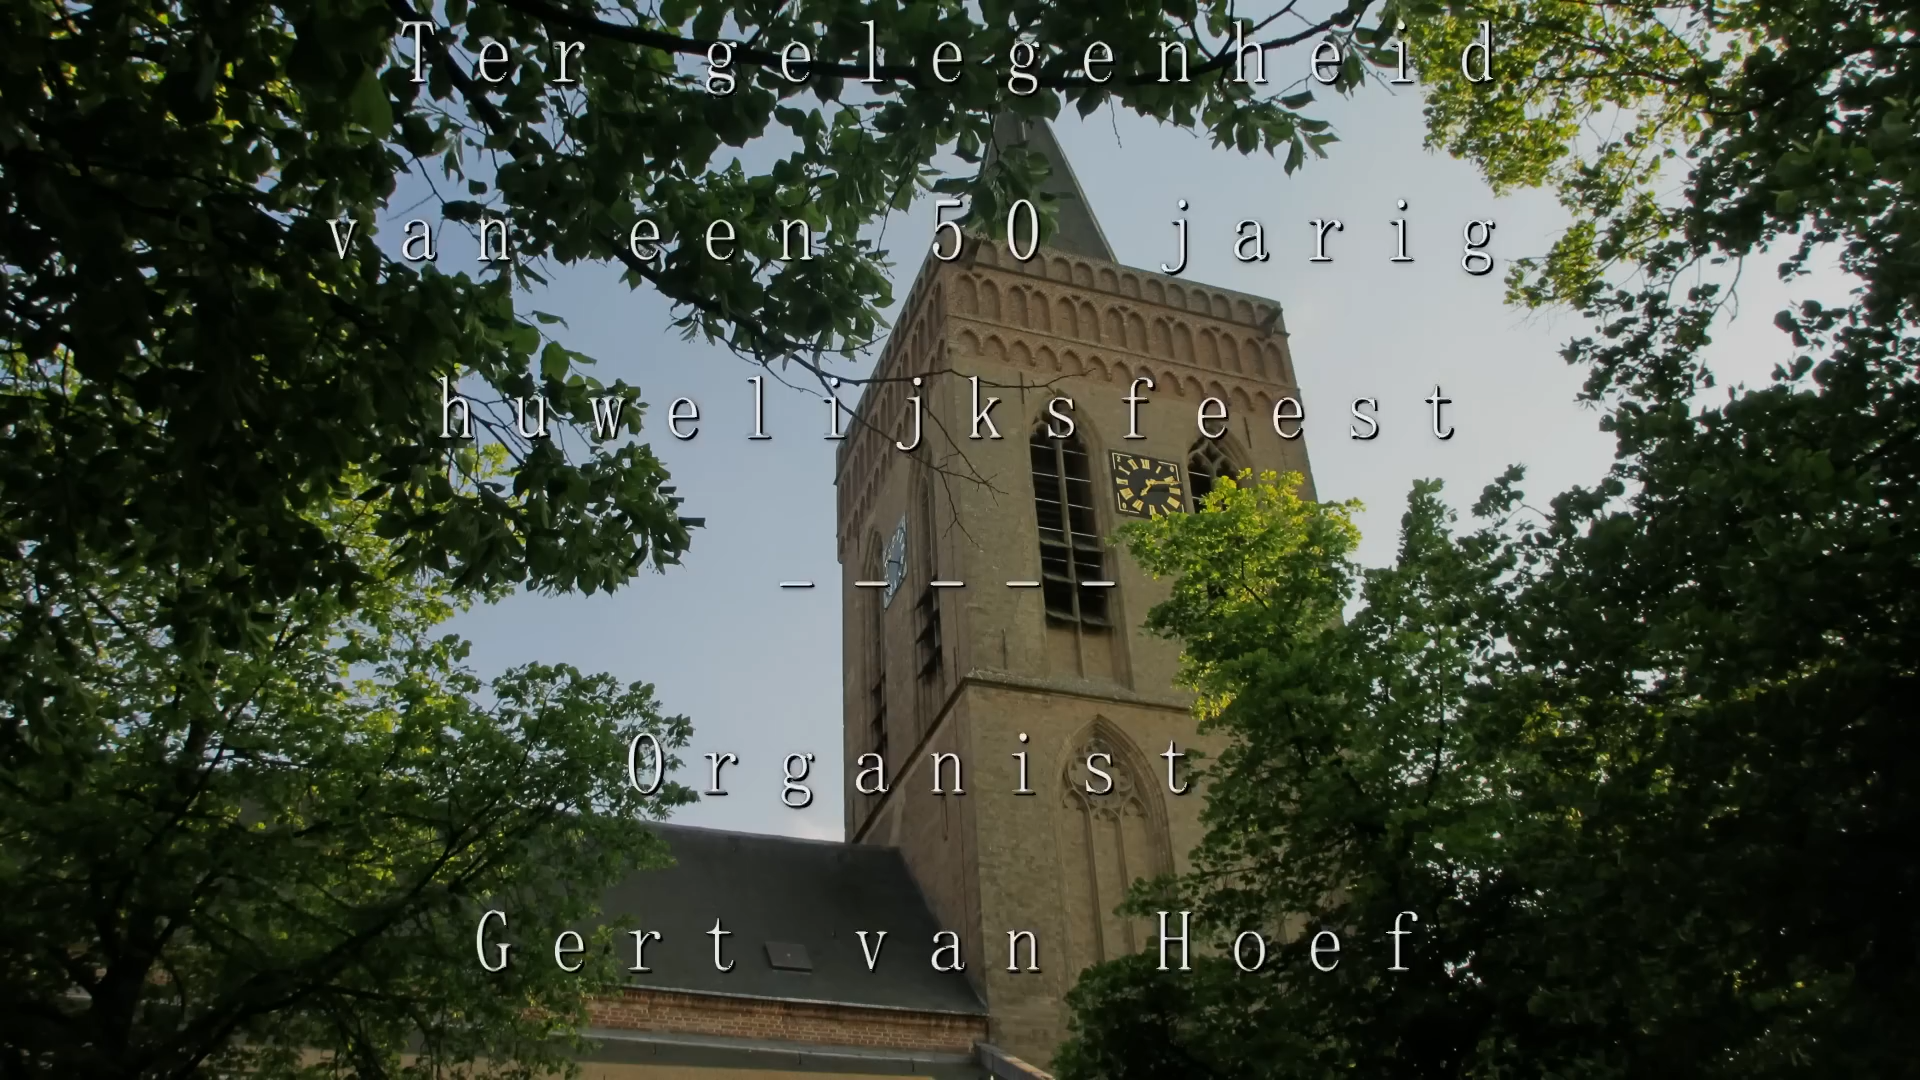 Ter gelegenheid
van een 50 jarig
huwelijksfeest
-----
Organist
Gert van Hoef